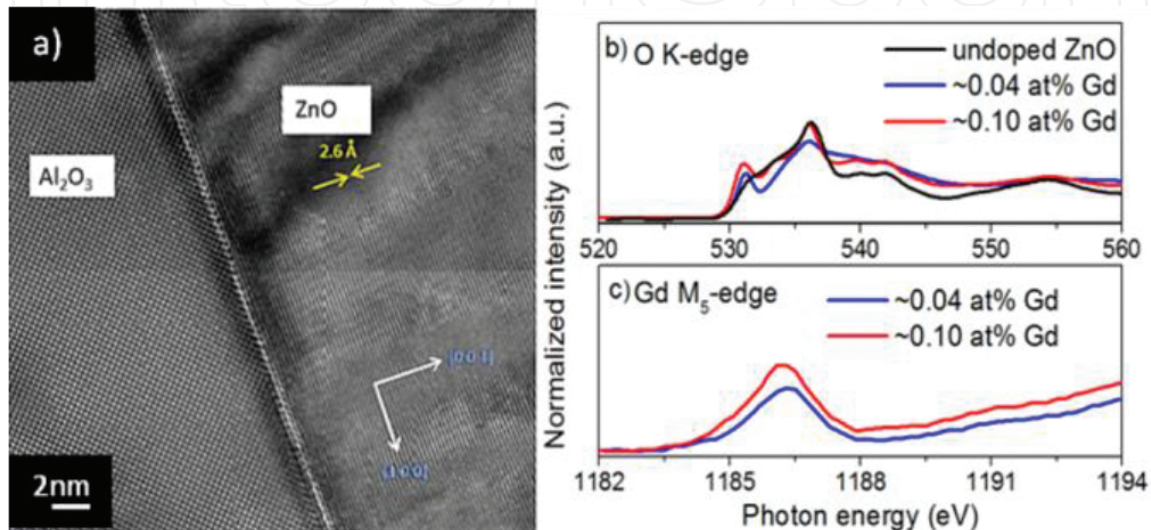 a)
ZnO
2.6 Å
Al₂O₃
[0 0 1]
[1 0 0]
2nm
Normalized intensity (a.u.)
b) O K-edge
undoped ZnO
~0.04 at% Gd
~0.10 at% Gd
520 530 540 550 560
c) Gd M₅-edge
~0.04 at% Gd
~0.10 at% Gd
1182 1185 1188 1191 1194
Photon energy (eV)